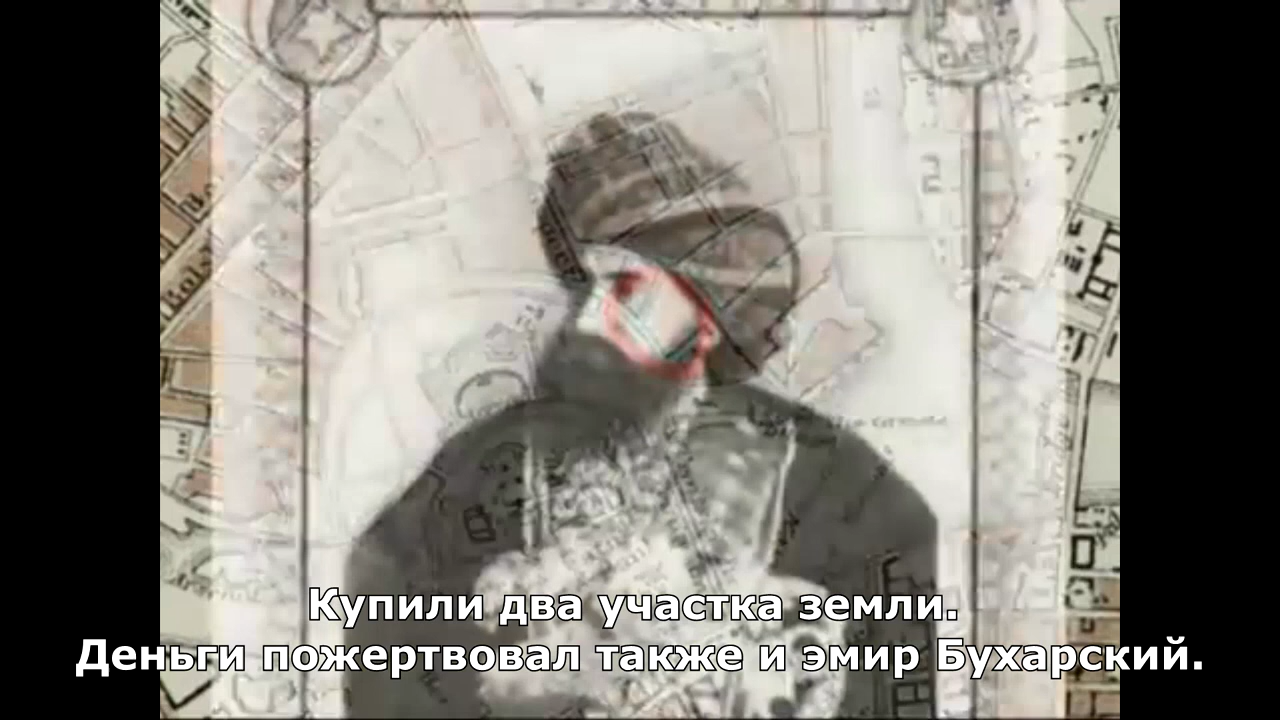 Купили два участка земли.
Деньги пожертвовал также и эмир Бухарский.